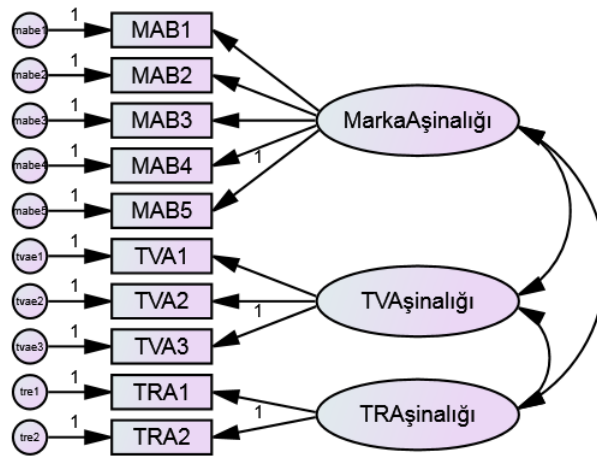 mabe1 1 MAB1
mabe2 1 MAB2
mabe3 1 MAB3 MarkaAşinalığı
mabe4 1 MAB4 1
mabe5 1 MAB5
tvae1 1 TVA1
tvae2 1 TVA2 TVAşinalığı
tvae3 1 TVA3 1
tre1 1 TRA1 TRAşinalığı
tre2 1 TRA2 1